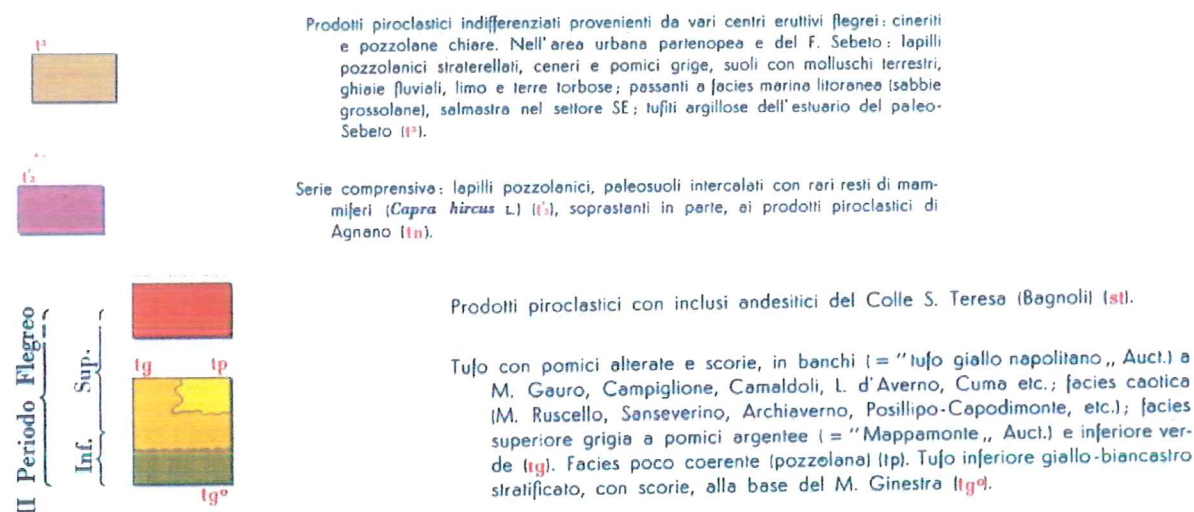 t³
Prodotti piroclastici indifferenziati provenienti da vari centri eruttivi flegrei: cineriti
e pozzolane chiare. Nell'area urbana partenopea e del F. Sebeto: lapilli
pozzolanici straterellati, ceneri e pomici grige, suoli con molluschi terrestri,
ghiaie fluviali, limo e terre torbose; passanti a facies marina litoranea (sabbie
grossolane), salmastra nel settore SE; tufiti argillose dell'estuario del paleo-
Sebeto (t³).
t'₃
Serie comprensiva: lapilli pozzolanici, paleosuoli intercalati con rari resti di mam-
miferi (Capra hircus L.) (t'₃), soprastanti in parte, ai prodotti piroclastici di
Agnano (tn).
II Periodo Flegreo
Inf. Sup.
Prodotti piroclastici con inclusi andesitici del Colle S. Teresa (Bagnoli) (st).
tg tp
Tufo con pomici alterate e scorie, in banchi (= "tufo giallo napolitano„ Auct.) a
M. Gauro, Campiglione, Camaldoli, L. d'Averno, Cuma etc.; facies caotica
(M. Ruscello, Sanseverino, Archiaverno, Posillipo-Capodimonte, etc.); facies
superiore grigia a pomici argentee (= "Mappamonte„ Auct.) e inferiore ver-
de (tg). Facies poco coerente (pozzolana) (tp). Tufo inferiore giallo-biancastro
stratificato, con scorie, alla base del M. Ginestra (tgº).
tgº